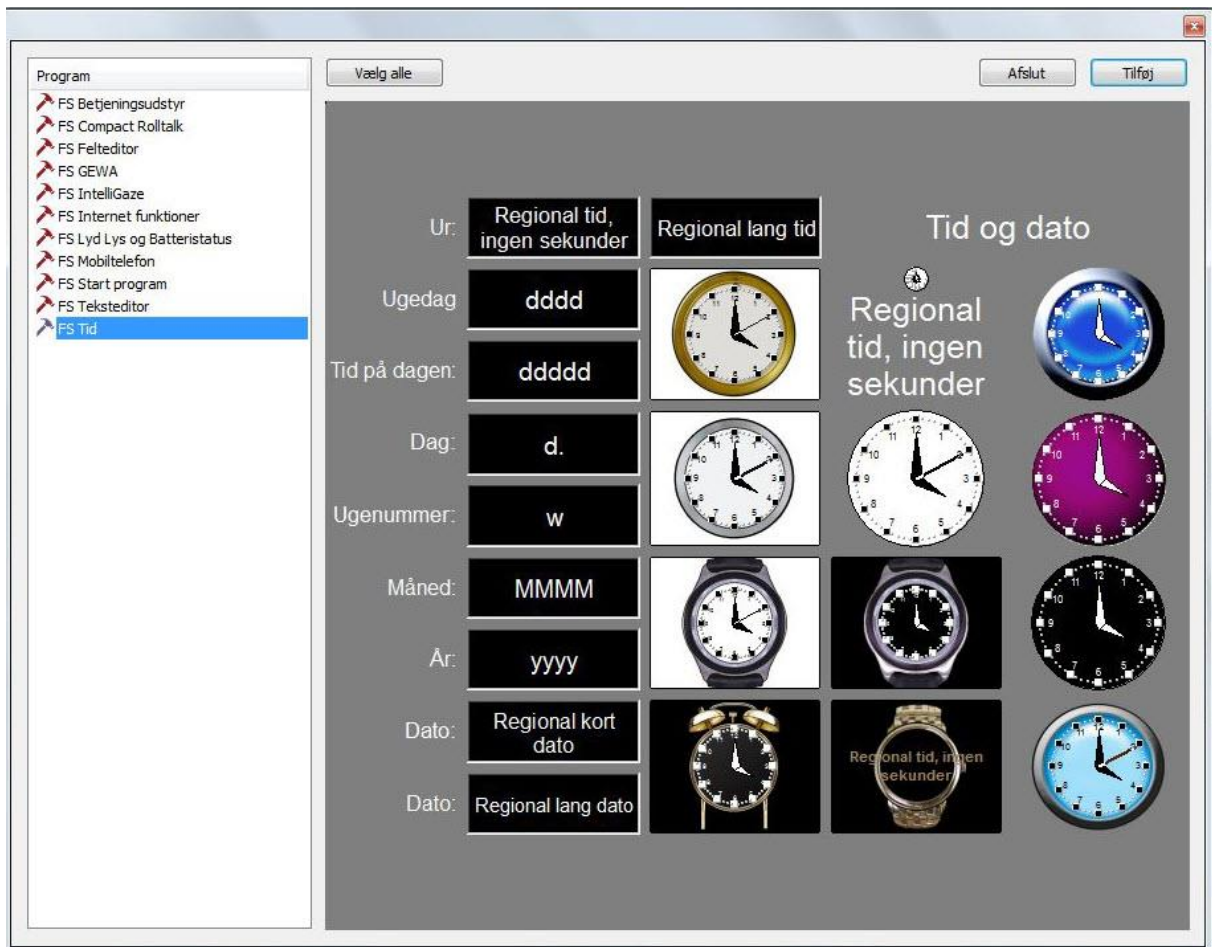 Program
FS Betjeningsudstyr
FS Compact Rolltalk
FS Felteditor
FS GEWA
FS IntelliGaze
FS Internet funktioner
FS Lyd Lys og Batteristatus
FS Mobiltelefon
FS Start program
FS Teksteditor
FS Tid
Vælg alle
Afslut
Tilføj
Ur:
Regional tid,
ingen sekunder
Regional lang tid
Tid og dato
Ugedag
dddd
Regional
tid, ingen
sekunder
Tid på dagen:
ddddd
Dag:
d.
Ugenummer:
w
Måned:
MMMM
År:
yyyy
Dato:
Regional kort
dato
Regional tid, ingen
sekunder
Dato:
Regional lang dato